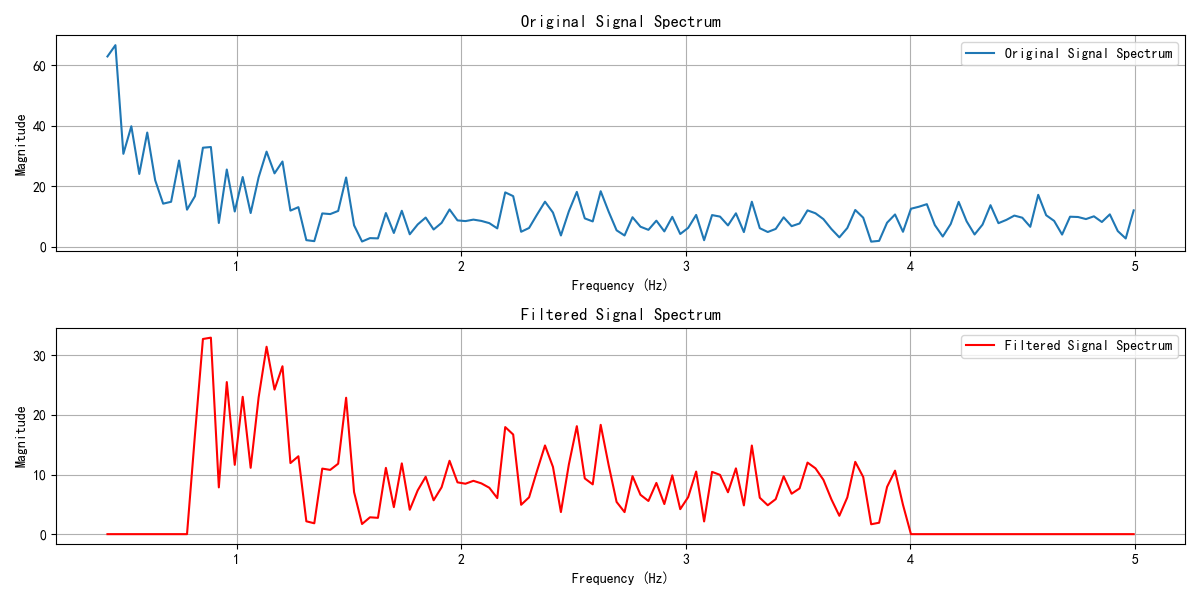 Original Signal Spectrum
Original Signal Spectrum
Magnitude
60
40
20
0
1 2 3 4 5
Frequency (Hz)
Filtered Signal Spectrum
Filtered Signal Spectrum
Magnitude
30
20
10
0
1 2 3 4 5
Frequency (Hz)